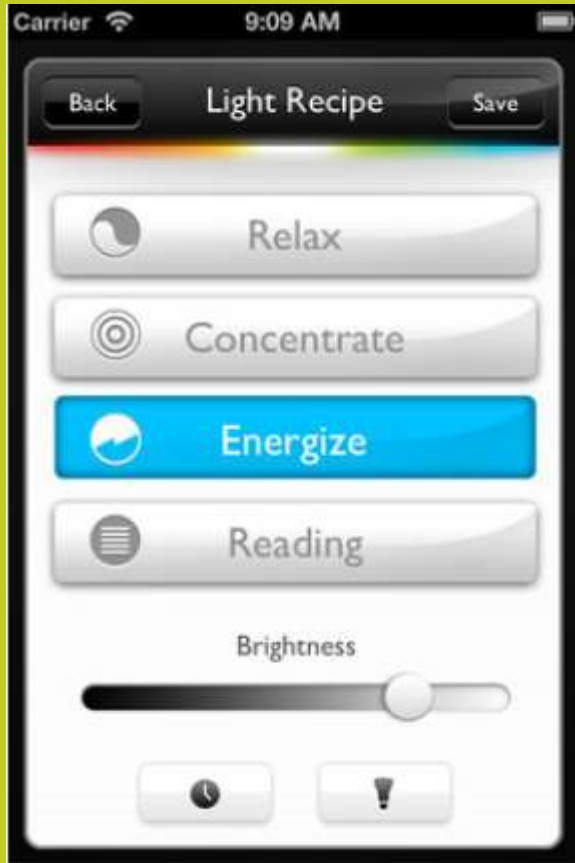 Carrier 9:09 AM
Back Light Recipe Save
Relax
Concentrate
Energize
Reading
Brightness